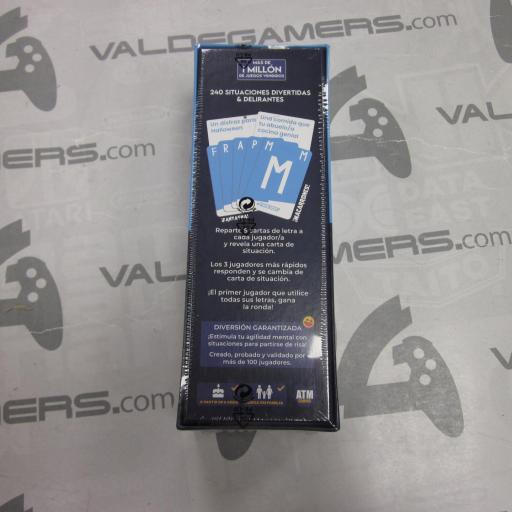 VALDEGAMERS.com
MÁS DE
1 MILLÓN
DE JUEGOS VENDIDOS
240 SITUACIONES DIVERTIDAS
& DELIRANTES
Un disfraz para
Halloween
Una comida que
tu abuelo/a
cocina genial
F R A P M
M
M
¡MACARRONES!
Reparte 5 cartas de letra a
cada jugador/a
y revela una carta de
situación.
Los 3 jugadores más rápidos
responden y se cambia de
carta de situación.
¡El primer jugador que utilice
todas sus letras, gana
la ronda!
DIVERSIÓN GARANTIZADA
¡Estimula tu agilidad mental con
situaciones para partirse de risa!
Creado, probado y validado por
más de 100 jugadores.
ATM
VALDEGAMERS.com
VALDEGAMERS.com